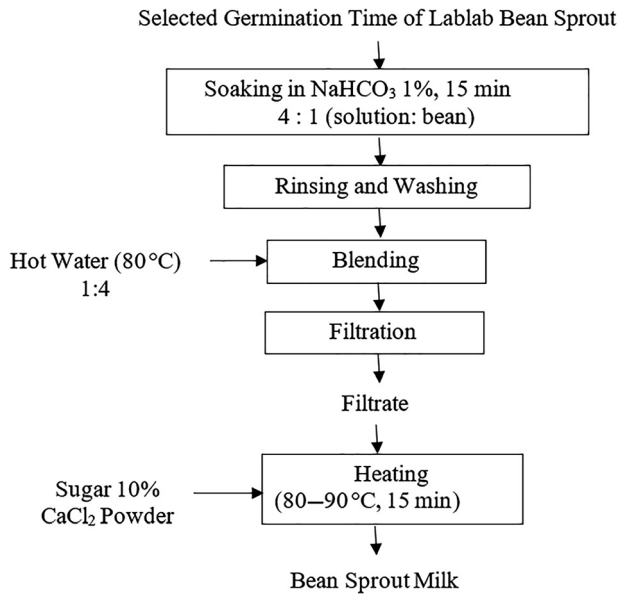 Selected Germination Time of Lablab Bean Sprout
Soaking in NaHCO₃ 1%, 15 min
4 : 1 (solution: bean)
Rinsing and Washing
Hot Water (80°C)
1:4
Blending
Filtration
Filtrate
Sugar 10%
CaCl₂ Powder
Heating
(80–90°C, 15 min)
Bean Sprout Milk